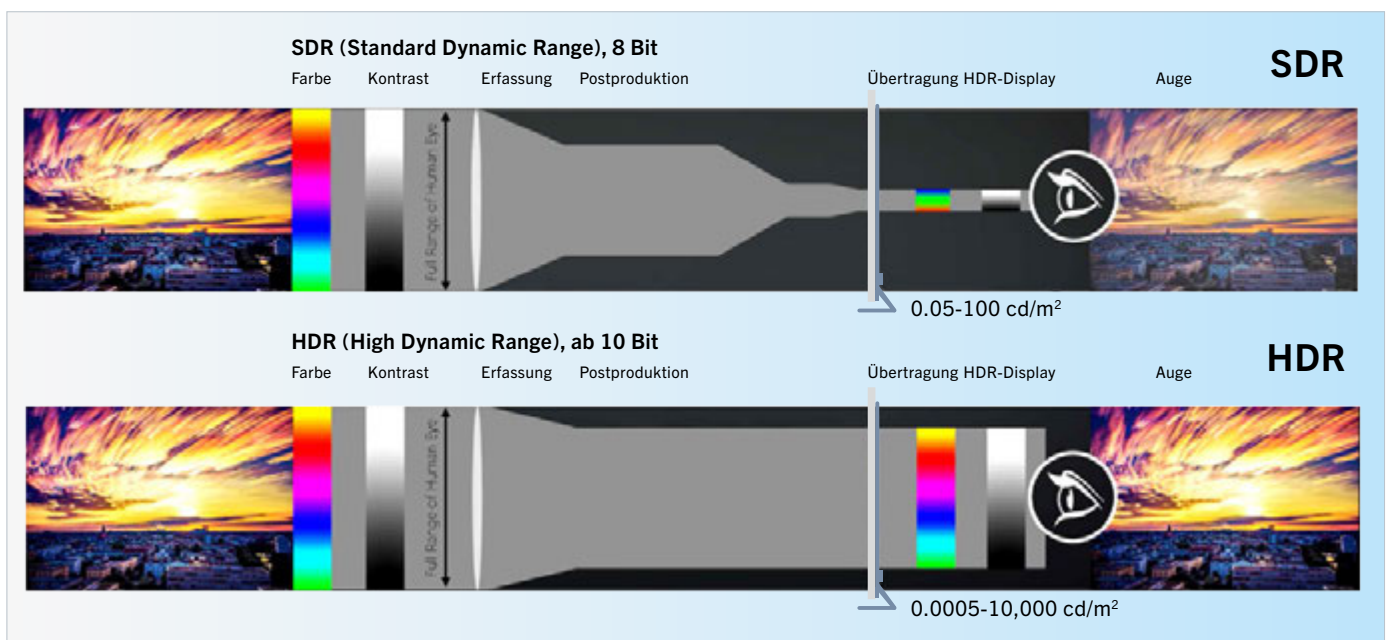 SDR (Standard Dynamic Range), 8 Bit
SDR
Farbe Kontrast Erfassung Postproduktion Übertragung HDR-Display Auge
Full Range of Human Eye
0.05-100 cd/m²
HDR (High Dynamic Range), ab 10 Bit
HDR
Farbe Kontrast Erfassung Postproduktion Übertragung HDR-Display Auge
Full Range of Human Eye
0.0005-10,000 cd/m²